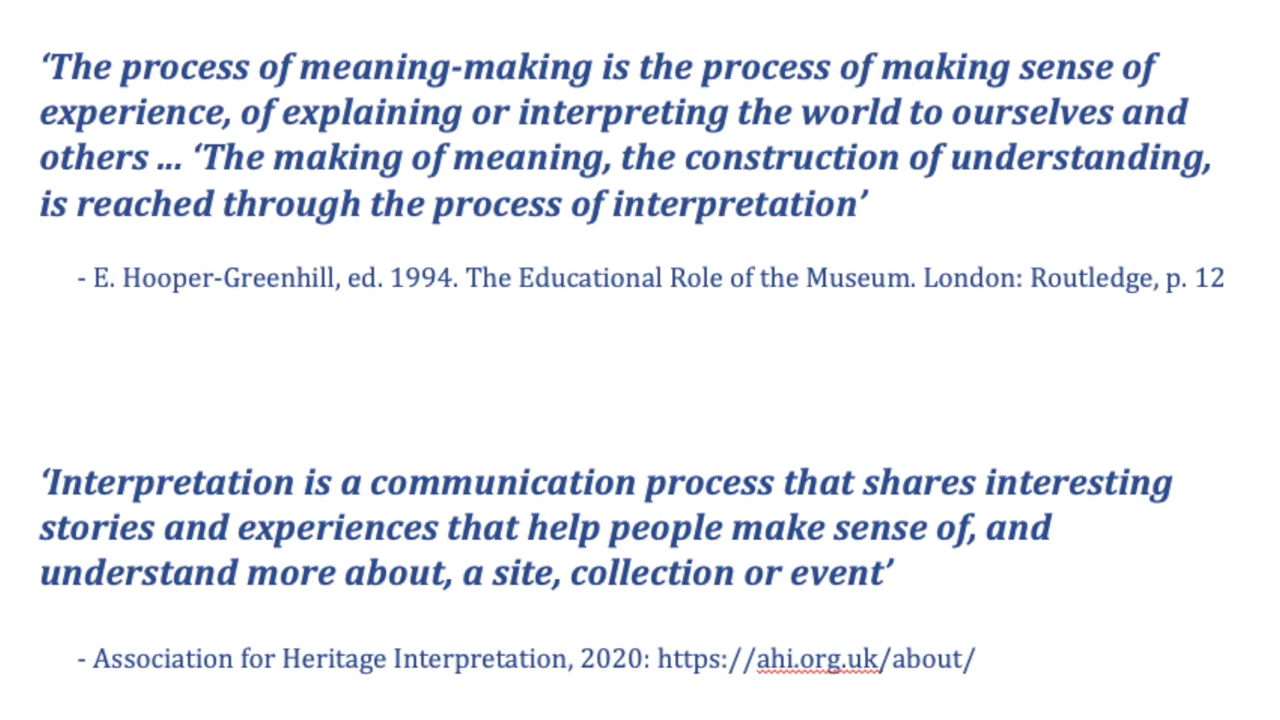 ‘The process of meaning-making is the process of making sense of
experience, of explaining or interpreting the world to ourselves and
others ... ‘The making of meaning, the construction of understanding,
is reached through the process of interpretation’
- E. Hooper-Greenhill, ed. 1994. The Educational Role of the Museum. London: Routledge, p. 12
‘Interpretation is a communication process that shares interesting
stories and experiences that help people make sense of, and
understand more about, a site, collection or event’
- Association for Heritage Interpretation, 2020: https://ahi.org.uk/about/